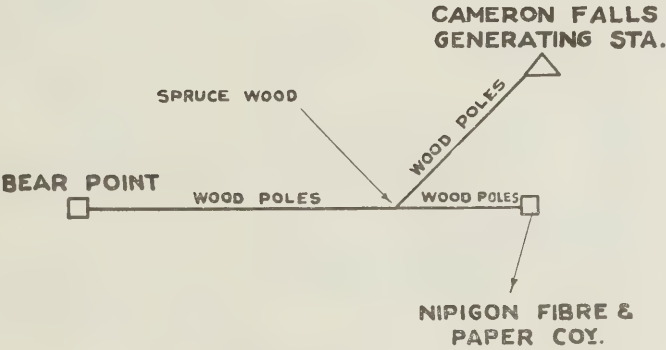 CAMERON FALLS
GENERATING STA.
SPRUCE WOOD
WOOD POLES
BEAR POINT
WOOD POLES
WOOD POLES
NIPIGON FIBRE &
PAPER COY.